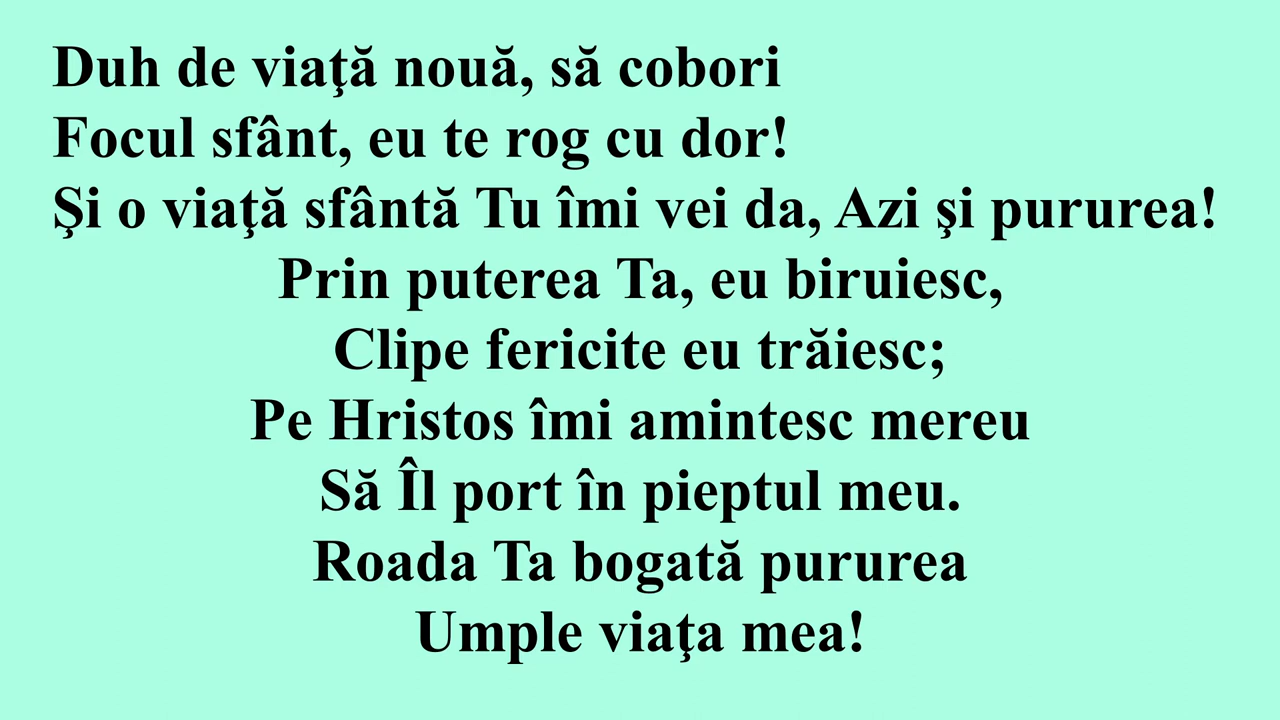 Duh de viaţă nouă, să cobori
Focul sfânt, eu te rog cu dor!
Şi o viaţă sfântă Tu îmi vei da, Azi şi pururea!
Prin puterea Ta, eu biruiesc,
Clipe fericite eu trăiesc;
Pe Hristos îmi amintesc mereu
Să Îl port în pieptul meu.
Roada Ta bogată pururea
Umple viaţa mea!